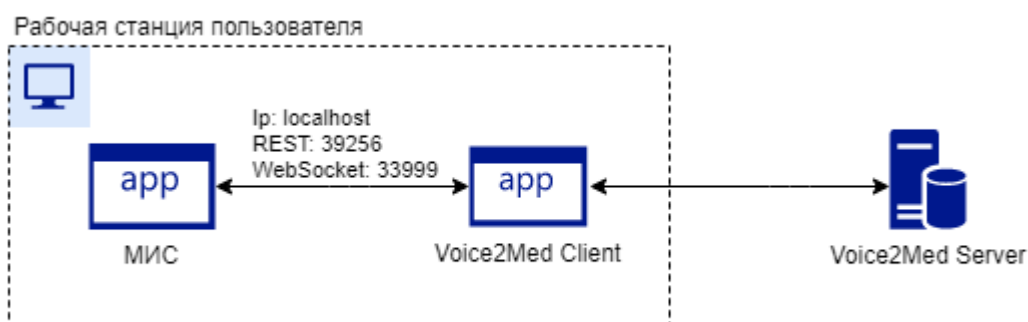 Рабочая станция пользователя
Ip: localhost
REST: 39256
WebSocket: 33999
app
app
МИС
Voice2Med Client
Voice2Med Server